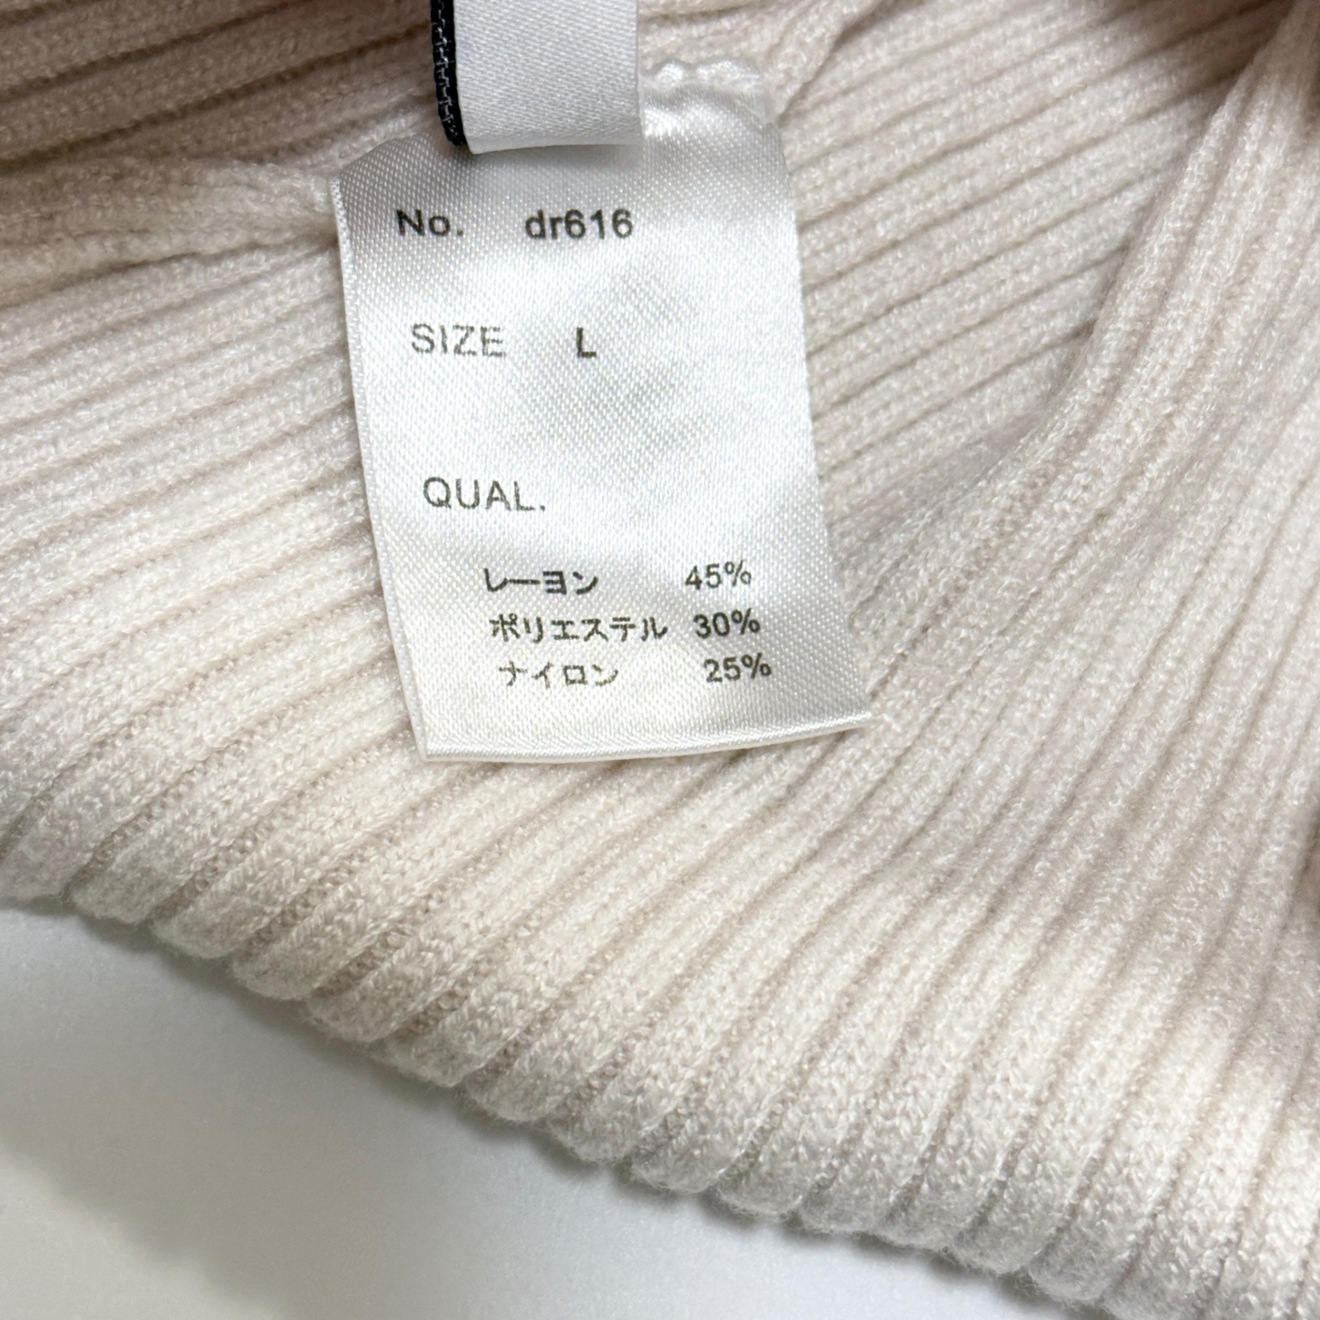 No. dr616
SIZE L
QUAL.
レーヨン 45%
ポリエステル 30%
ナイロン 25%